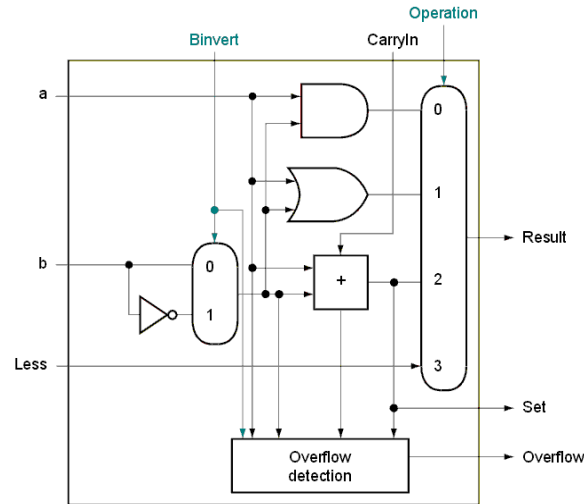 Operation
Binvert
CarryIn
a
0
1
Result
b
0
+
2
1
Less
3
Set
Overflow
detection
Overflow